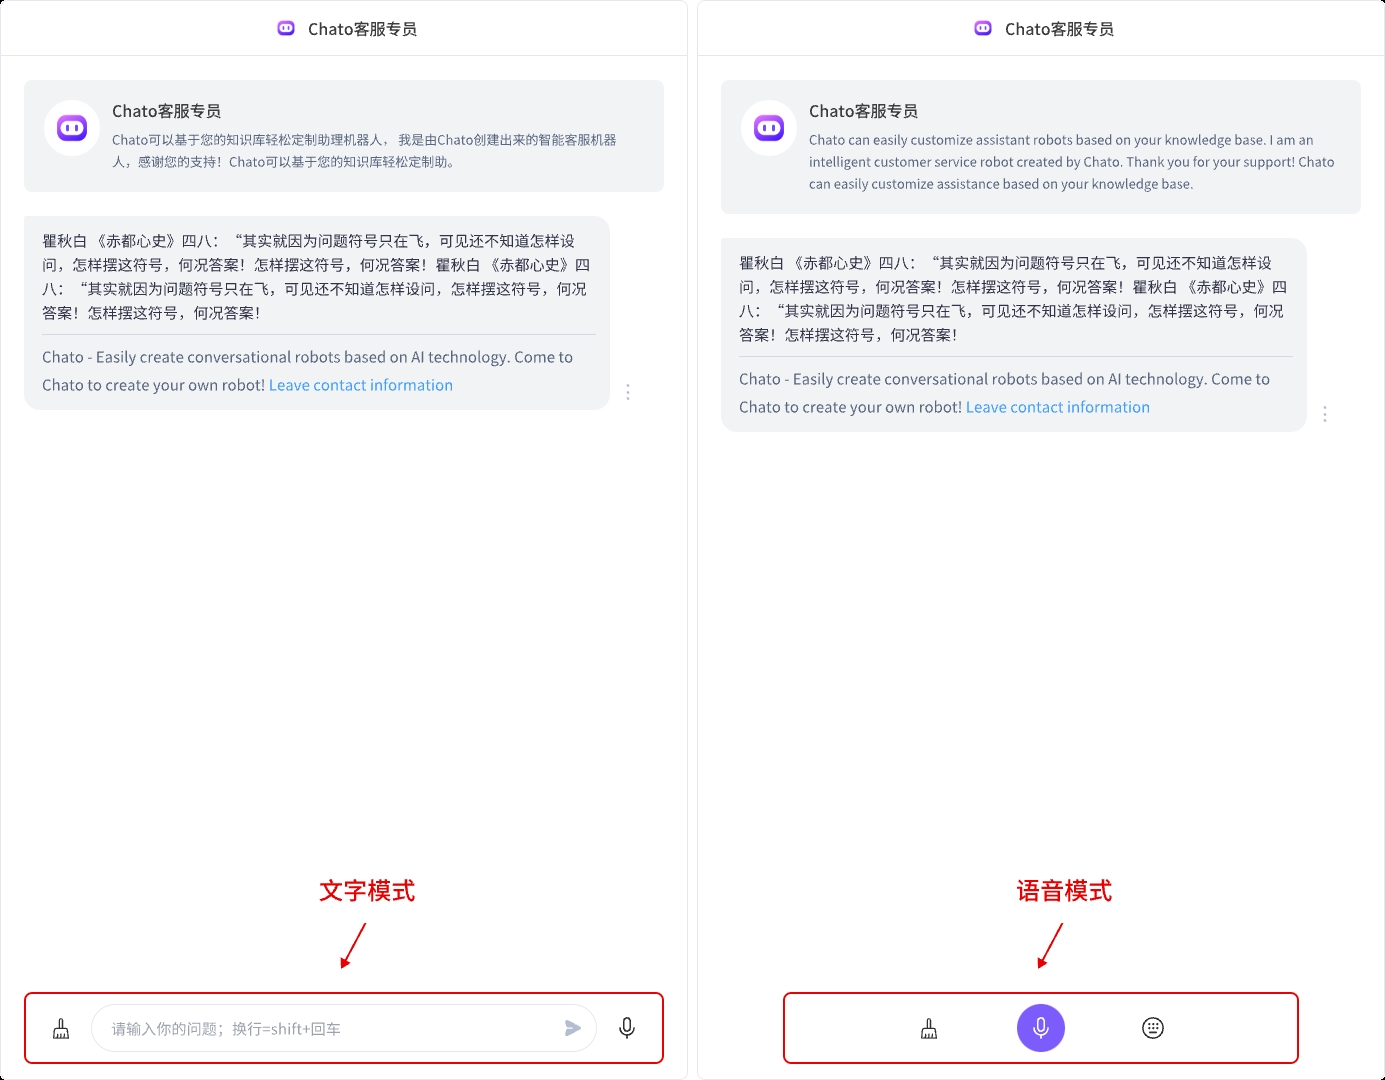 Chato客服专员
Chato客服专员
Chato可以基于您的知识库轻松定制助理机器人， 我是由Chato创建出来的智能客服机器
人，感谢您的支持！Chato可以基于您的知识库轻松定制助。
瞿秋白 《赤都心史》四八：“其实就因为问题符号只在飞，可见还不知道怎样设
问，怎样摆这符号，何况答案！怎样摆这符号，何况答案！瞿秋白 《赤都心史》四
八：“其实就因为问题符号只在飞，可见还不知道怎样设问，怎样摆这符号，何况
答案！怎样摆这符号，何况答案！
Chato - Easily create conversational robots based on AI technology. Come to
Chato to create your own robot! Leave contact information
文字模式
请输入你的问题；换行=shift+回车
Chato客服专员
Chato客服专员
Chato can easily customize assistant robots based on your knowledge base. I am an
intelligent customer service robot created by Chato. Thank you for your support! Chato
can easily customize assistance based on your knowledge base.
瞿秋白 《赤都心史》四八：“其实就因为问题符号只在飞，可见还不知道怎样设
问，怎样摆这符号，何况答案！怎样摆这符号，何况答案！瞿秋白 《赤都心史》四
八：“其实就因为问题符号只在飞，可见还不知道怎样设问，怎样摆这符号，何况
答案！怎样摆这符号，何况答案！
Chato - Easily create conversational robots based on AI technology. Come to
Chato to create your own robot! Leave contact information
语音模式